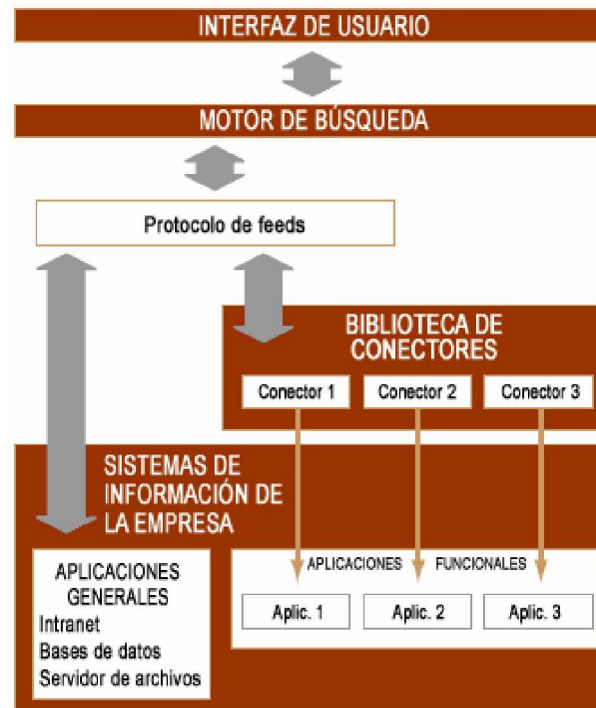 INTERFAZ DE USUARIO
MOTOR DE BÚSQUEDA
Protocolo de feeds
BIBLIOTECA DE
CONECTORES
Conector 1
Conector 2
Conector 3
SISTEMAS DE
INFORMACIÓN DE
LA EMPRESA
APLICACIONES
GENERALES
Intranet
Bases de datos
Servidor de archivos
APLICACIONES FUNCIONALES
Aplic. 1
Aplic. 2
Aplic. 3